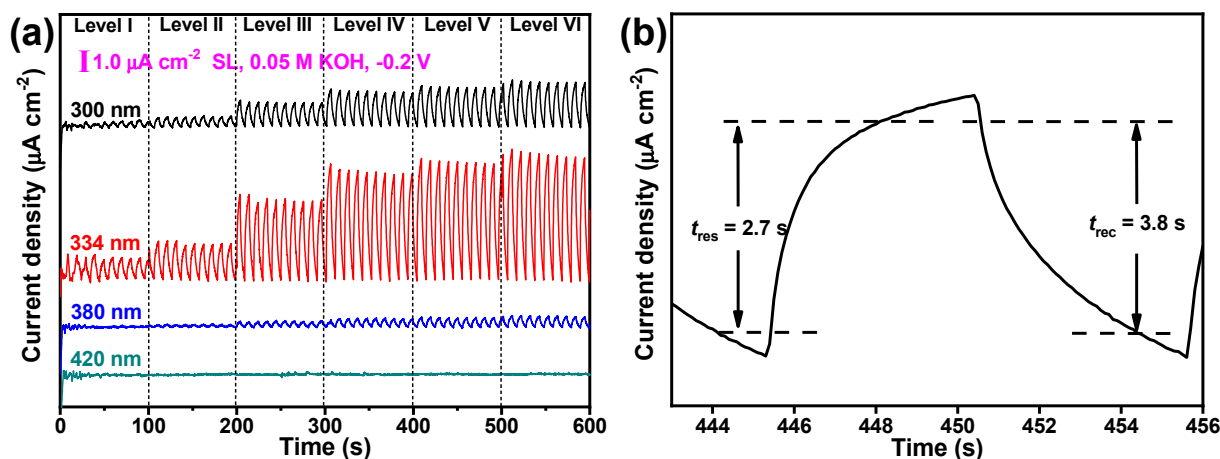 (a)
Level I Level II Level III Level IV Level V Level VI
1.0 μA cm-2 SL, 0.05 M KOH, -0.2 V
300 nm
334 nm
380 nm
420 nm
Current density (μA cm-2)
0 100 200 300 400 500 600
Time (s)
(b)
tres = 2.7 s
trec = 3.8 s
Current density (μA cm-2)
444 446 448 450 452 454 456
Time (s)